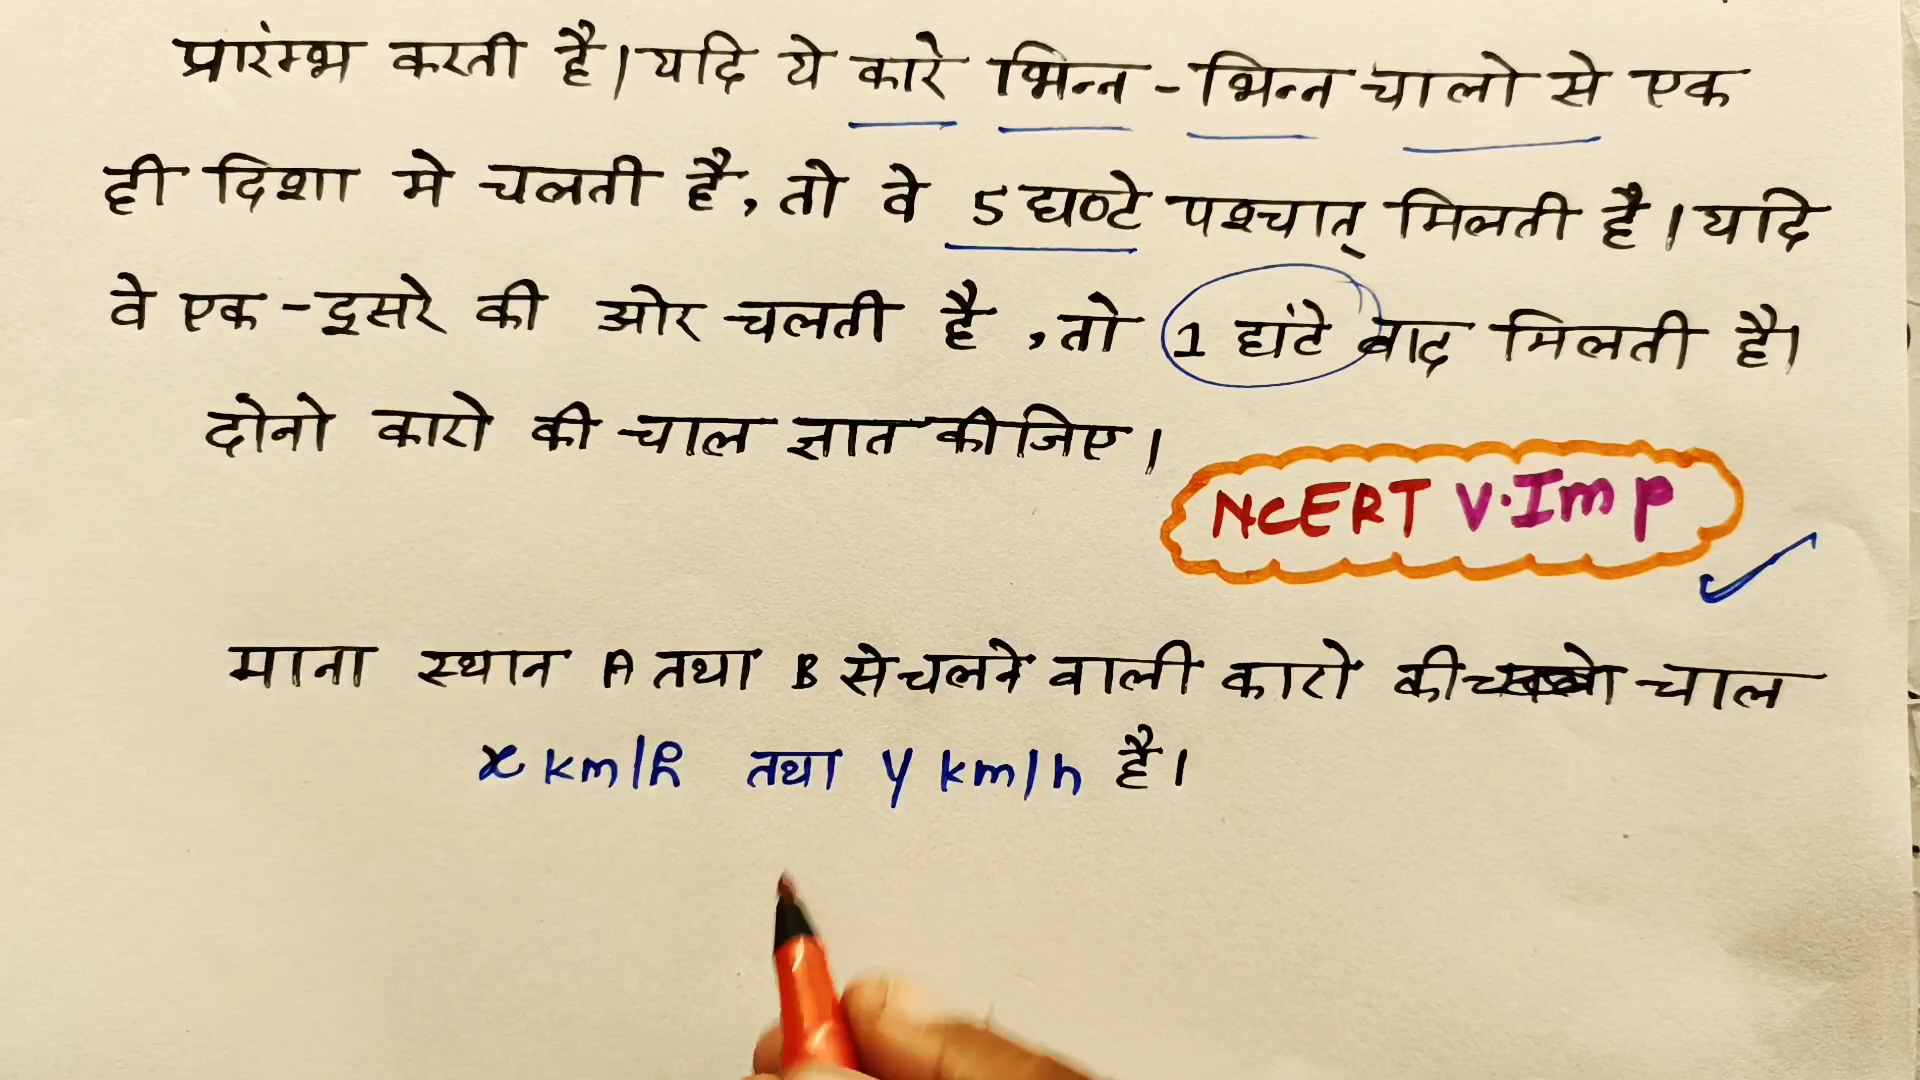 प्रारंम्भ करती है। यदि ये कारे भिन्न - भिन्न चालो से एक
ही दिशा मे चलती है, तो वे 5 घण्टे पश्चात् मिलती है। यदि
वे एक - दूसरे की ओर चलती है, तो 1 घंटे बाद मिलती है।
दोनो कारो की चाल ज्ञात कीजिए।
NCERT V.Imp
माना स्थान A तथा B से चलने वाली कारो की चाल
x km/h तथा y km/h है।